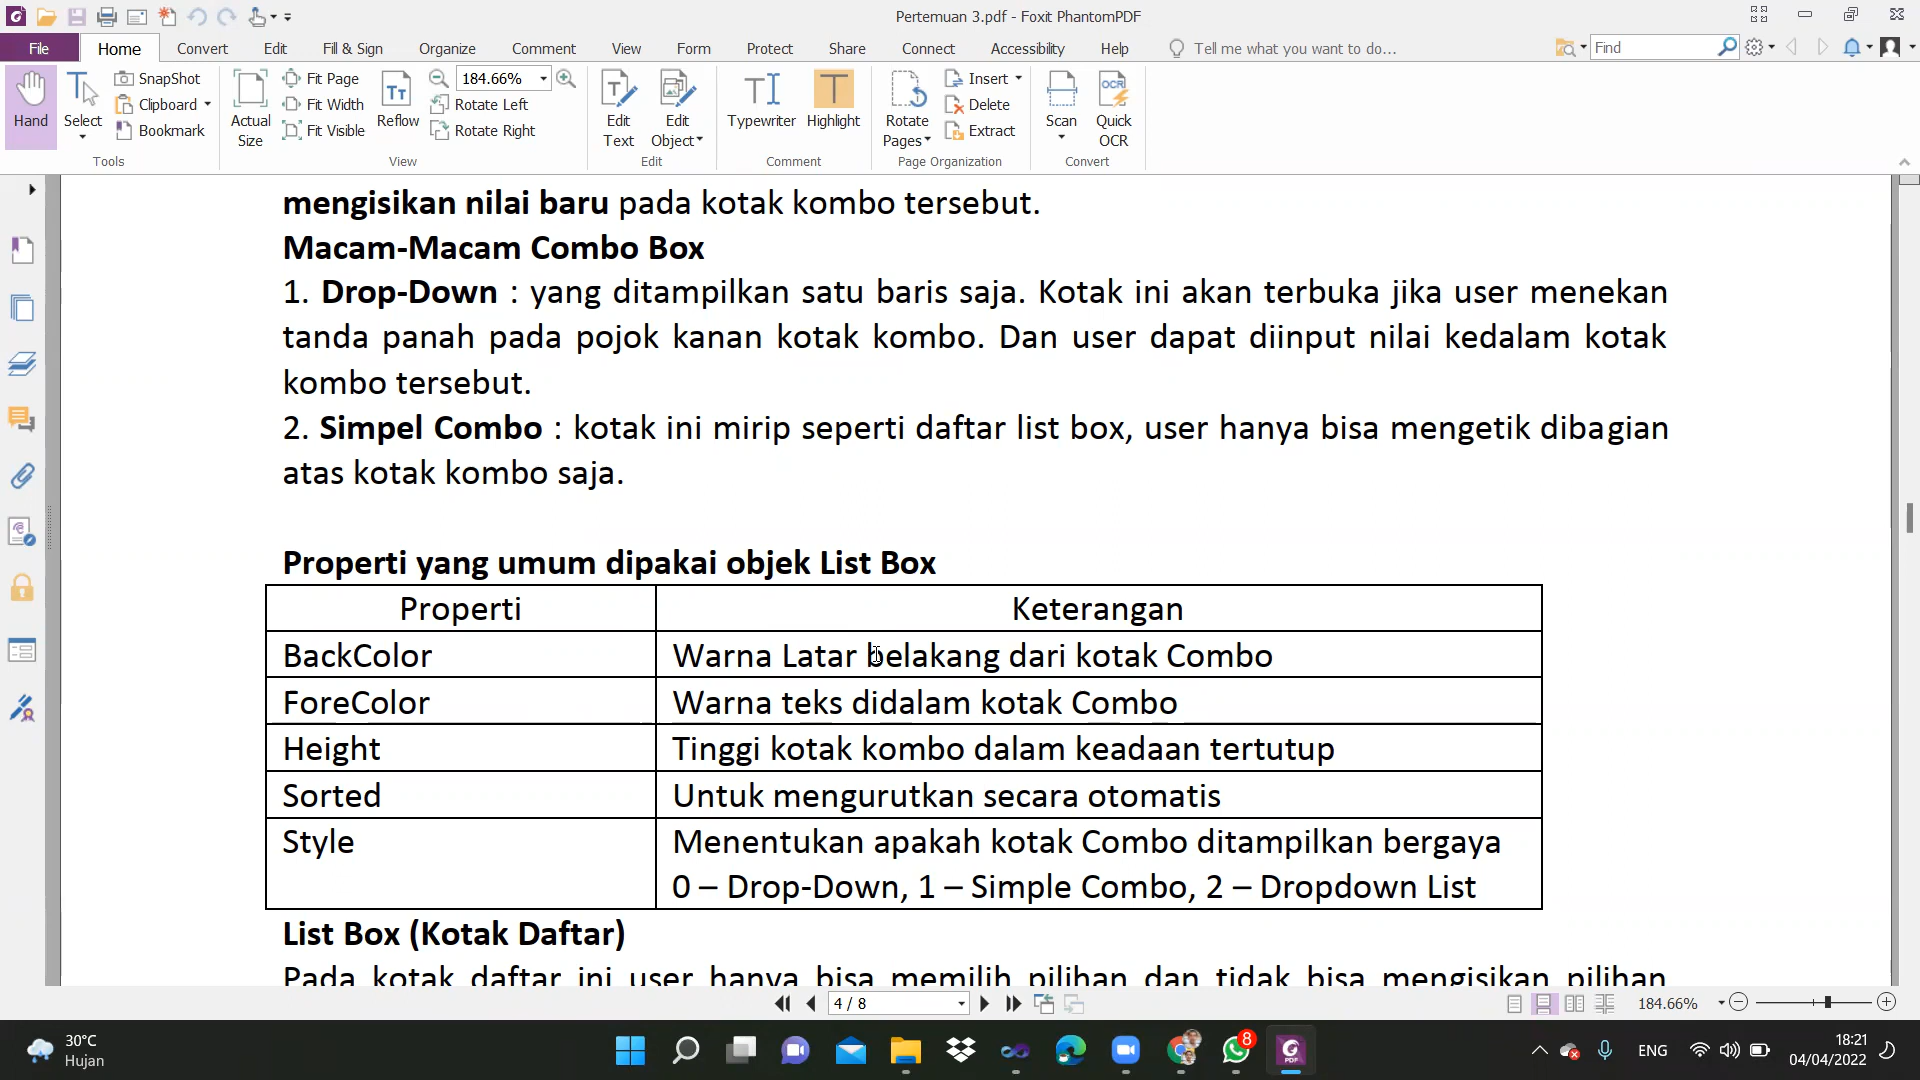 Pertemuan 3.pdf - Foxit PhantomPDF
File Home Convert Edit Fill & Sign Organize Comment View Form Protect Share Connect Accessibility Help Tell me what you want to do... Find
Hand
Select
SnapShot
Clipboard
Bookmark
Tools
Actual Size
Fit Page
Fit Width
Fit Visible
Reflow
184.66%
Rotate Left
Rotate Right
View
Edit Text
Edit Object
Edit
Typewriter
Highlight
Comment
Rotate Pages
Insert
Delete
Extract
Page Organization
Scan
OCR
Quick OCR
Convert
mengisikan nilai baru pada kotak kombo tersebut.
Macam-Macam Combo Box
1. Drop-Down : yang ditampilkan satu baris saja. Kotak ini akan terbuka jika user menekan
tanda panah pada pojok kanan kotak kombo. Dan user dapat diinput nilai kedalam kotak
kombo tersebut.
2. Simpel Combo : kotak ini mirip seperti daftar list box, user hanya bisa mengetik dibagian
atas kotak kombo saja.
Properti yang umum dipakai objek List Box
Properti Keterangan
BackColor Warna Latar belakang dari kotak Combo
ForeColor Warna teks didalam kotak Combo
Height Tinggi kotak kombo dalam keadaan tertutup
Sorted Untuk mengurutkan secara otomatis
Style Menentukan apakah kotak Combo ditampilkan bergaya
0 – Drop-Down, 1 – Simple Combo, 2 – Dropdown List
List Box (Kotak Daftar)
Pada kotak daftar ini user hanya bisa memilih pilihan dan tidak bisa mengisikan pilihan
4 / 8
184.66%
30°C
Hujan
8
PDF
ENG
18:21
04/04/2022